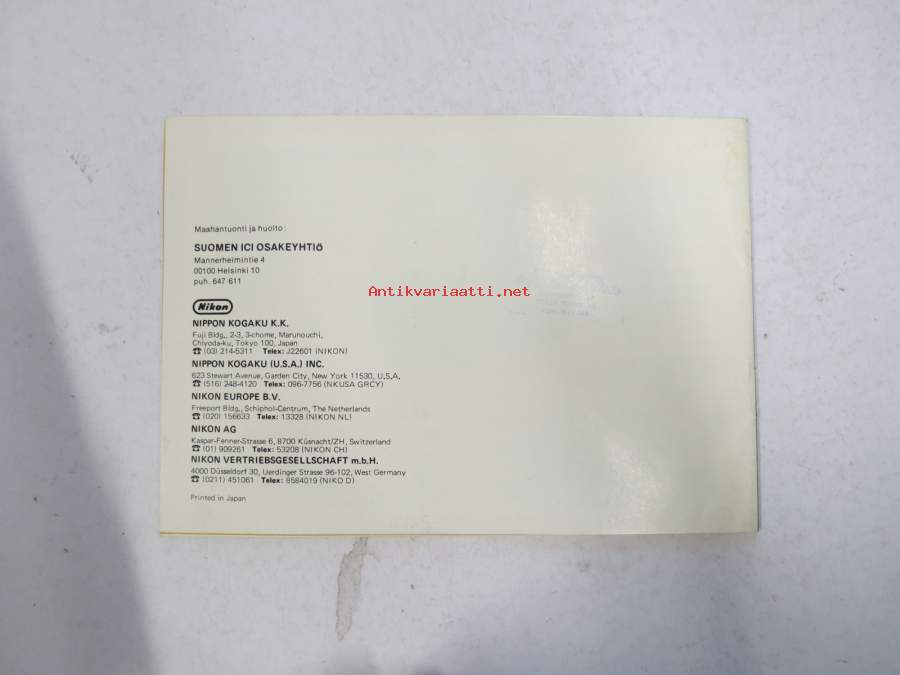 Maahantuonti ja huolto:
SUOMEN ICI OSAKEYHTIÖ
Mannerheimintie 4
00100 Helsinki 10
puh. 647 611
Antikvariaatti.net
Nikon
NIPPON KOGAKU K.K.
Fuji Bldg., 2-3, 3-chome, Marunouchi,
Chiyoda-ku, Tokyo 100, Japan
☎ (03) 214-5311 Telex: J22601 (NIKON)
NIPPON KOGAKU (U.S.A.) INC.
623 Stewart Avenue, Garden City, New York 11530, U.S.A.
☎ (516) 248-4120 Telex: 096-7756 (NKUSA GRCY)
NIKON EUROPE B.V.
Freeport Bldg., Schiphol-Centrum, The Netherlands
☎ (020) 156633 Telex: 13328 (NIKON NL)
NIKON AG
Kaspar-Fenner-Strasse 6, 8700 Küsnacht/ZH, Switzerland
☎ (01) 909261 Telex: 53208 (NIKON CH)
NIKON VERTRIEBSGESELLSCHAFT m.b.H.
4000 Düsseldorf 30, Uerdinger Strasse 96-102, West Germany
☎ (0211) 451061 Telex: 8584019 (NIKO D)
Printed in Japan